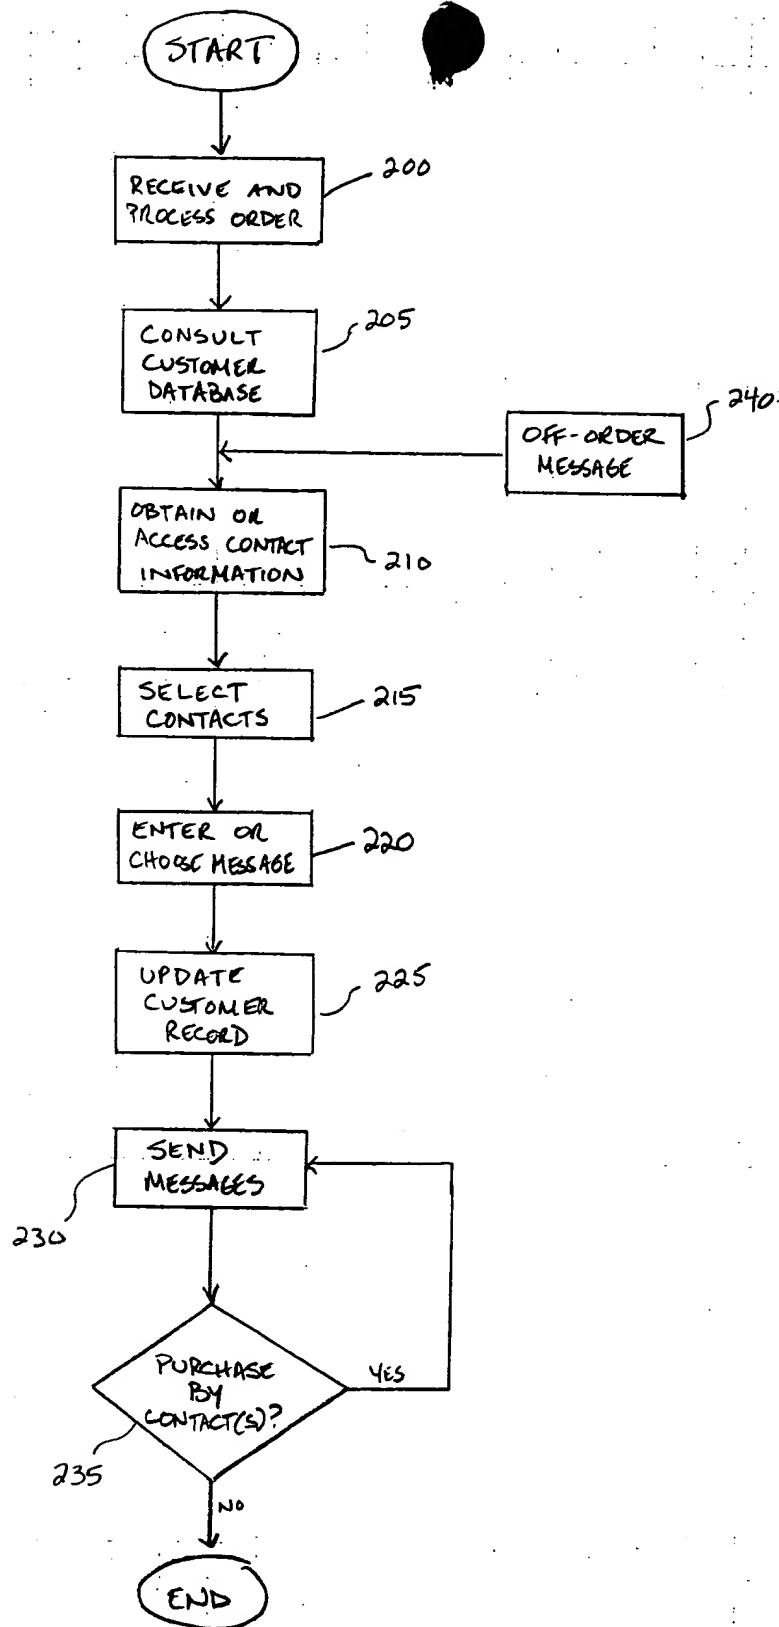 START
RECEIVE AND
PROCESS ORDER
200
CONSULT
CUSTOMER
DATABASE
205
OFF-ORDER
MESSAGE
240
OBTAIN OR
ACCESS CONTACT
INFORMATION
210
SELECT
CONTACTS
215
ENTER OR
CHOOSE MESSAGE
220
UPDATE
CUSTOMER
RECORD
225
SEND
MESSAGES
230
PURCHASE
BY
CONTACT(S)?
YES
235
NO
END